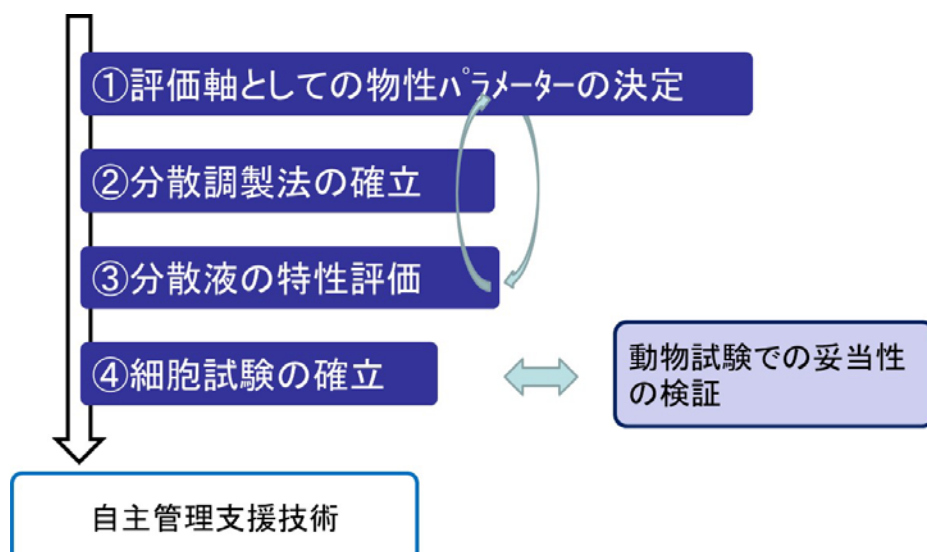 ①評価軸としての物性ﾊﾟﾗﾒｰﾀｰの決定
②分散調製法の確立
③分散液の特性評価
④細胞試験の確立
動物試験での妥当性
の検証
自主管理支援技術